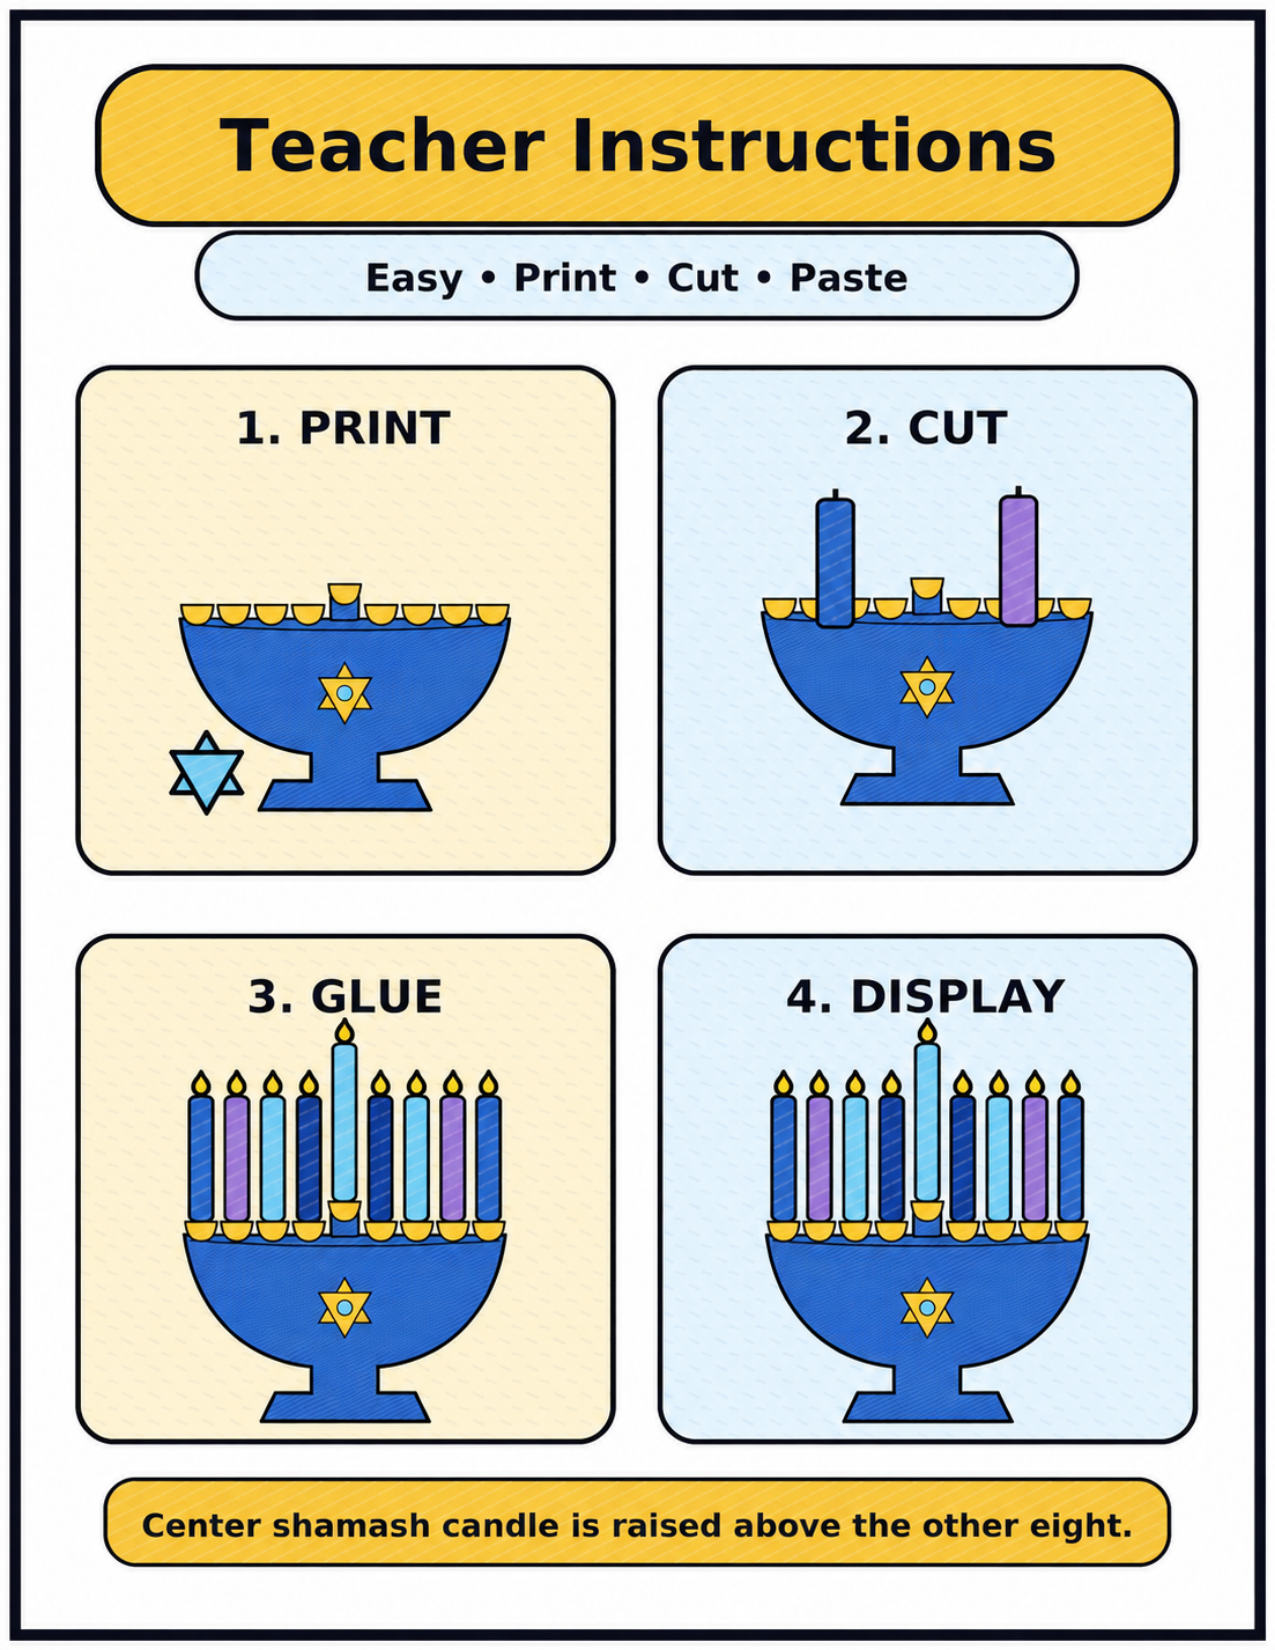 Teacher Instructions
Easy • Print • Cut • Paste
1. PRINT
2. CUT
3. GLUE
4. DISPLAY
Center shamash candle is raised above the other eight.